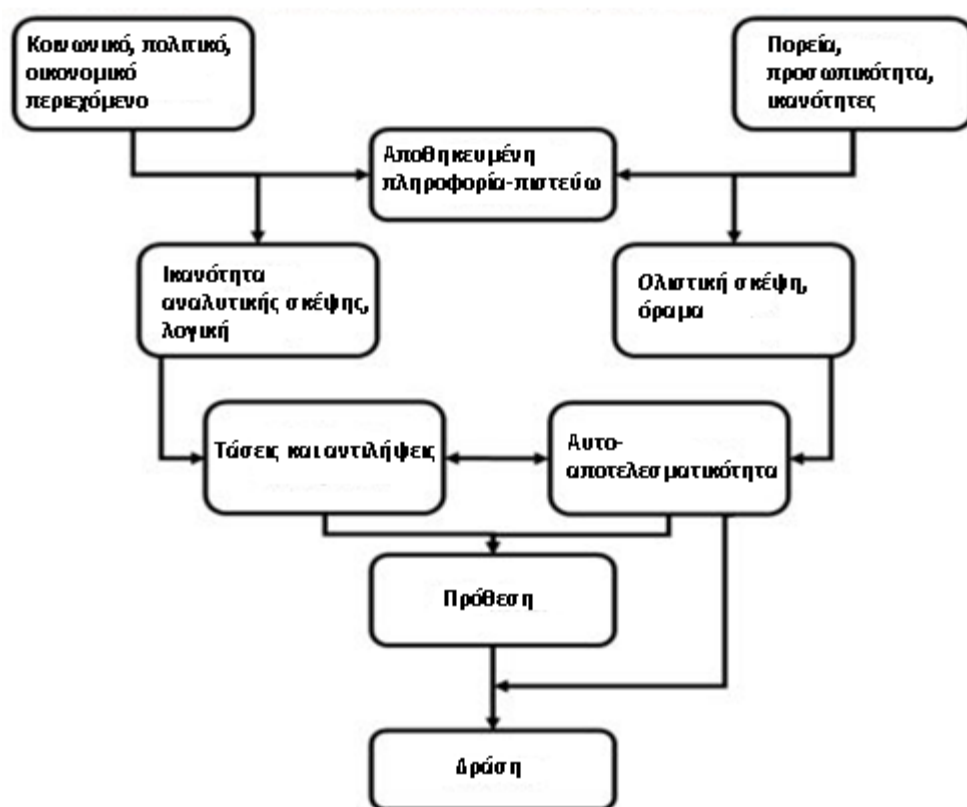 Κοινωνικό, πολιτικό,
οικονομικό
περιεχόμενο
Πορεία,
προσωπικότητα,
ικανότητες
Αποθηκευμένη
πληροφορία-πιστεύω
Ικανότητα
αναλυτικής σκέψης,
λογική
Ολιστική σκέψη,
όραμα
Τάσεις και αντιλήψεις
Αυτο-
αποτελεσματικότητα
Πρόθεση
Δράση